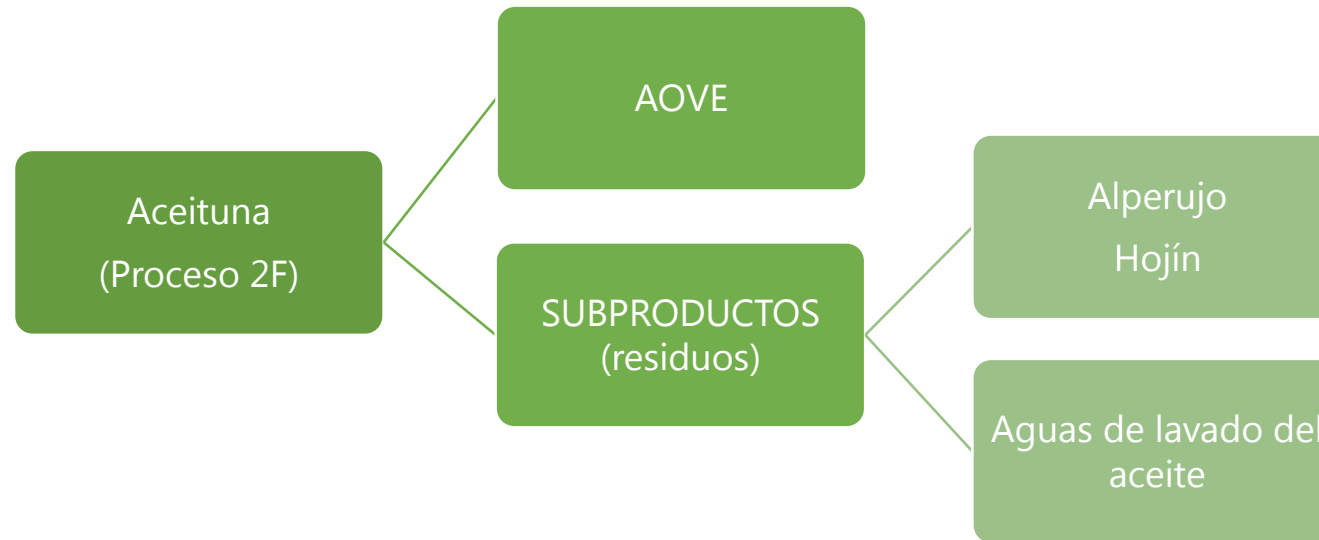 Aceituna
(Proceso 2F)
AOVE
SUBPRODUCTOS
(residuos)
Alperujo
Hojín
Aguas de lavado del
aceite